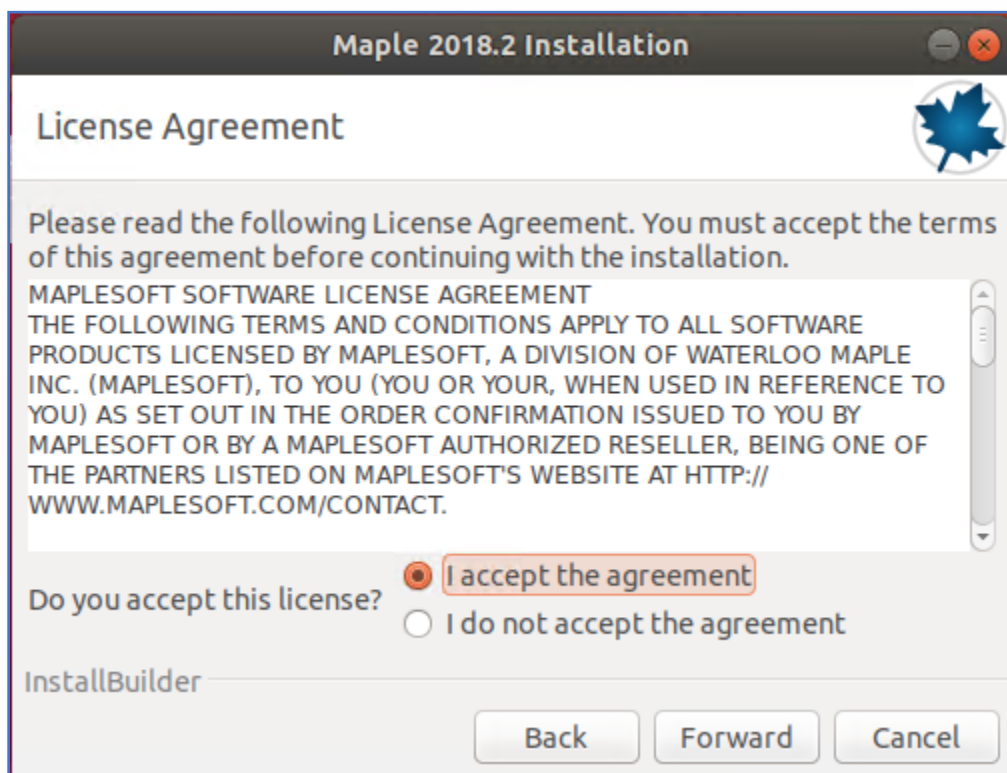 Maple 2018.2 Installation
License Agreement
Please read the following License Agreement. You must accept the terms
of this agreement before continuing with the installation.
MAPLESOFT SOFTWARE LICENSE AGREEMENT
THE FOLLOWING TERMS AND CONDITIONS APPLY TO ALL SOFTWARE
PRODUCTS LICENSED BY MAPLESOFT, A DIVISION OF WATERLOO MAPLE
INC. (MAPLESOFT), TO YOU (YOU OR YOUR, WHEN USED IN REFERENCE TO
YOU) AS SET OUT IN THE ORDER CONFIRMATION ISSUED TO YOU BY
MAPLESOFT OR BY A MAPLESOFT AUTHORIZED RESELLER, BEING ONE OF
THE PARTNERS LISTED ON MAPLESOFT'S WEBSITE AT HTTP://
WWW.MAPLESOFT.COM/CONTACT.
Do you accept this license?
I accept the agreement
I do not accept the agreement
InstallBuilder
Back Forward Cancel